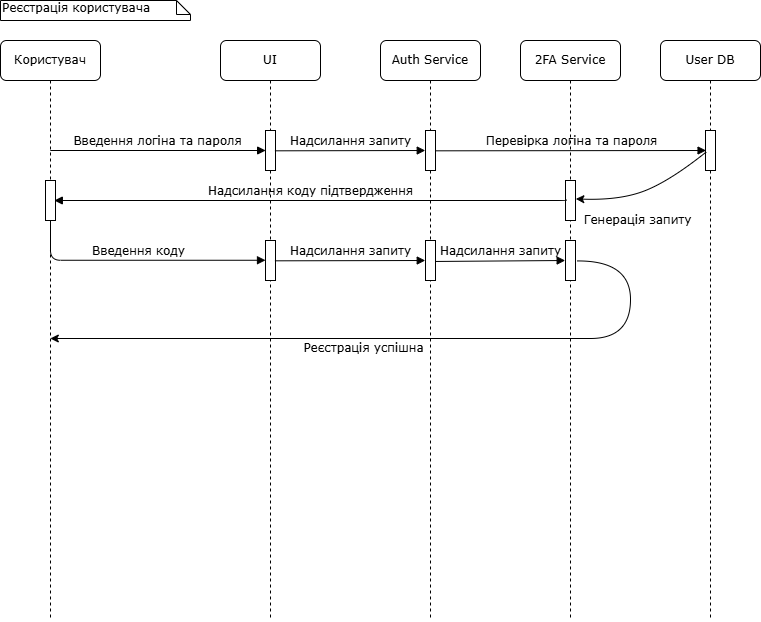 Реєстрація користувача
Користувач
UI
Auth Service
2FA Service
User DB
Введення логіна та пароля
Надсилання запиту
Перевірка логіна та пароля
Надсилання коду підтвердження
Генерація запиту
Введення коду
Надсилання запиту
Надсилання запиту
Реєстрація успішна